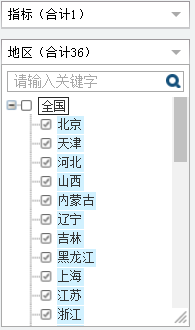 指标（合计1）
地区（合计36）
请输入关键字
全国
北京
天津
河北
山西
内蒙古
辽宁
吉林
黑龙江
上海
江苏
浙江